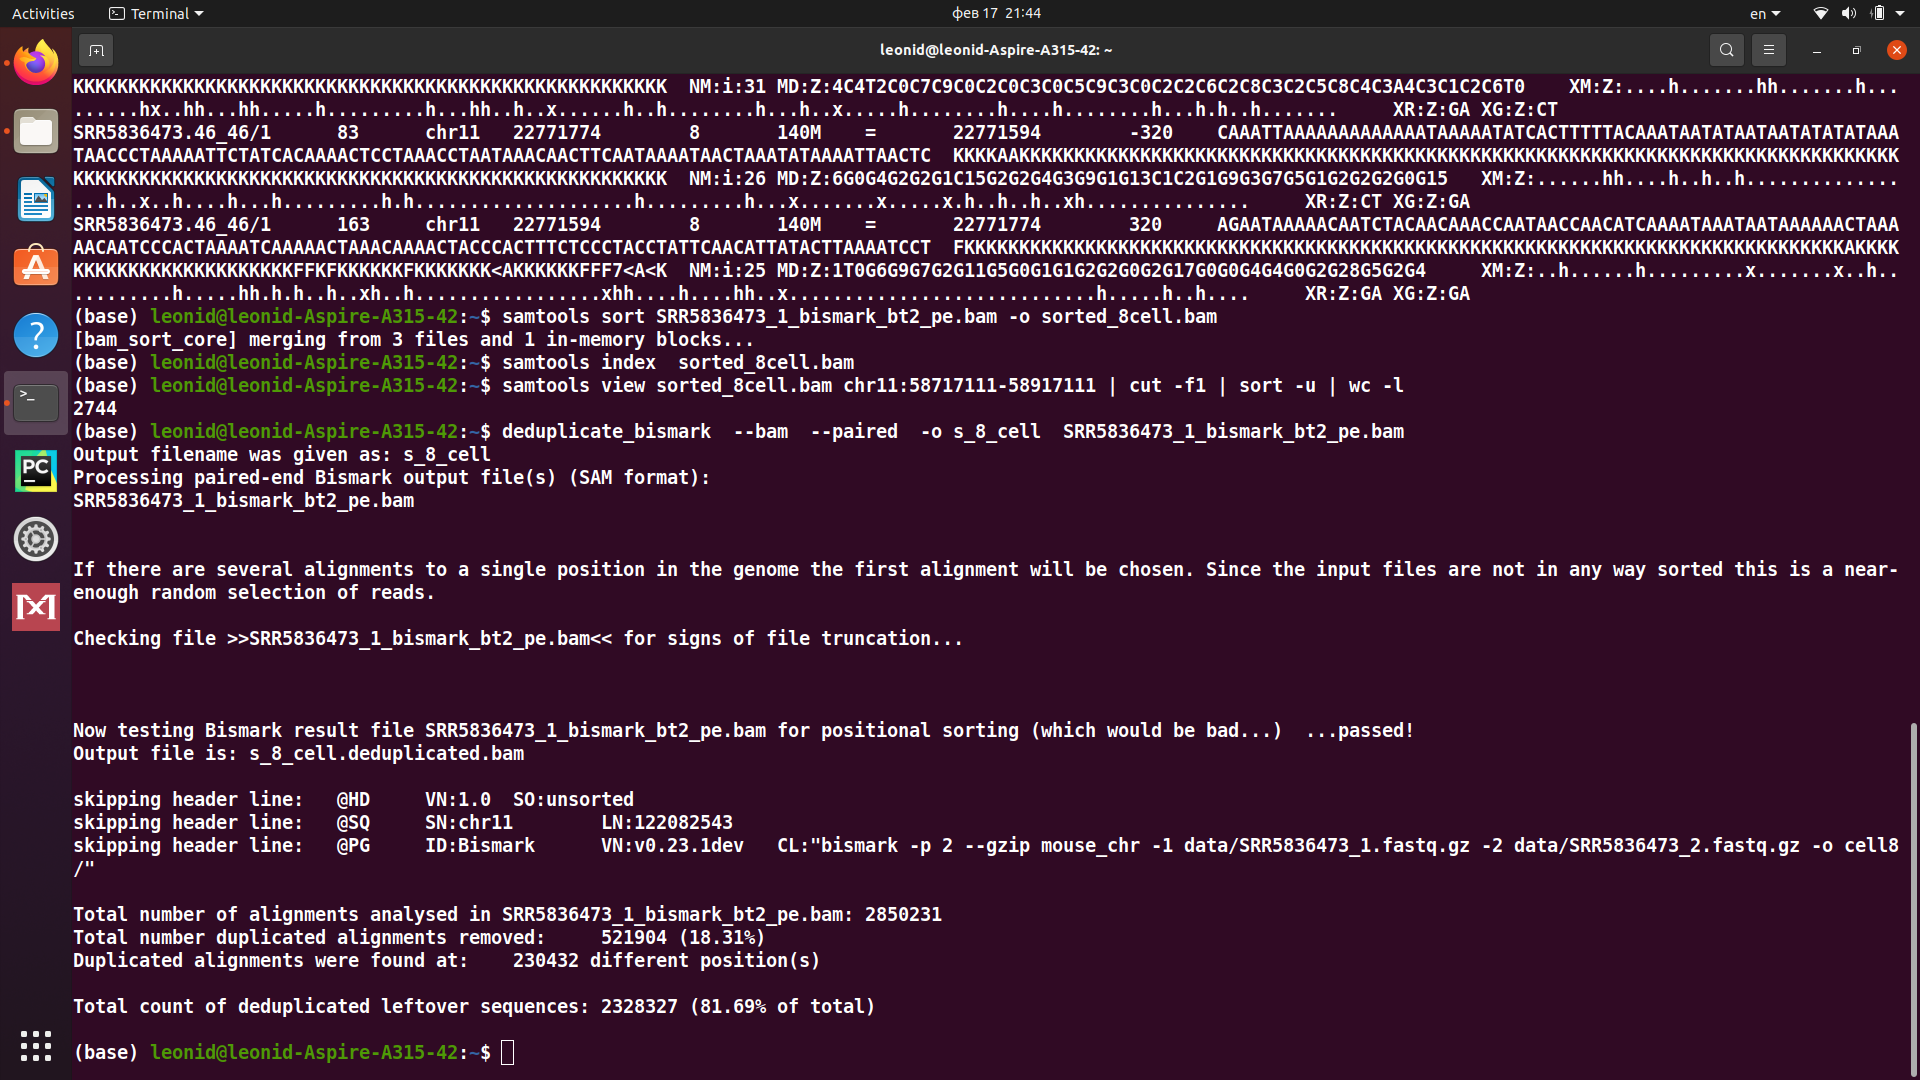 Activities Terminal фев 17 21:44 en
leonid@leonid-Aspire-A315-42: ~
KKKKKKKKKKKKKKKKKKKKKKKKKKKKKKKKKKKKKKKKKKKKKKKKKKKKKK NM:i:31 MD:Z:4C4T2C0C7C9C0C2C0C3C0C5C9C3C0C2C2C6C2C8C3C2C5C8C4C3A4C3C1C2C6T0 XM:Z:....h.......hh.......h...
......hx..hh...hh.....h.........h...hh..h..x......h..h........h...h..x.....h........h....h........h...h.h..h....... XR:Z:GA XG:Z:CT
SRR5836473.46_46/1 83 chr11 22771774 8 140M = 22771594 -320 CAAATTAAAAAAAAAAAAATAAAAATATCACTTTTTACAAATAATATAATAATATATATATAAA
TAACCCTAAAAATTCTATCACAAAACTCCTAAACCTAATAAACAACTTCAATAAAATAACTAAATATAAAATTAACTC KKKKAAKKKKKKKKKKKKKKKKKKKKKKKKKKKKKKKKKKKKKKKKKKKKKKKKKKKKKKKKKKKKKKKKKKKKKKKKKKKKKKKK
KKKKKKKKKKKKKKKKKKKKKKKKKKKKKKKKKKKKKKKKKKKKKKKKKKKKKK NM:i:26 MD:Z:6G0G4G2G2G1C15G2G2G4G3G9G1G13C1C2G1G9G3G7G5G1G2G2G2G0G15 XM:Z:......hh....h..h..h..............
...h..x..h....h...h.........h.h....................h.........h...x.......x.....x.h..h..h..xh............... XR:Z:CT XG:Z:GA
SRR5836473.46_46/1 163 chr11 22771594 8 140M = 22771774 320 AGAATAAAAACAATCTACAACAAACCAATAACCAACATCAAAATAAATAATAAAAAACTAAA
AACAATCCCACTAAAATCAAAAACTAAACAAAACTACCCACTTTCTCCCTACCTATTCAACATTATACTTAAAATCCT FKKKKKKKKKKKKKKKKKKKKKKKKKKKKKKKKKKKKKKKKKKKKKKKKKKKKKKKKKKKKKKKKKKKKKKKKKKKKKKKAKKKK
KKKKKKKKKKKKKKKKKKKKFFKFKKKKKKFKKKKKKK<AKKKKKKFFF7<A<K NM:i:25 MD:Z:1T0G6G9G7G2G11G5G0G1G1G2G2G0G2G17G0G0G4G4G0G2G28G5G2G4 XM:Z:..h......h.........x.......x..h..
.........h.....hh.h.h..h..xh..h.................xhh....h....hh..x............................h.....h..h.... XR:Z:GA XG:Z:GA
(base) leonid@leonid-Aspire-A315-42:~$ samtools sort SRR5836473_1_bismark_bt2_pe.bam -o sorted_8cell.bam
[bam_sort_core] merging from 3 files and 1 in-memory blocks...
(base) leonid@leonid-Aspire-A315-42:~$ samtools index  sorted_8cell.bam
(base) leonid@leonid-Aspire-A315-42:~$ samtools view sorted_8cell.bam chr11:58717111-58917111 | cut -f1 | sort -u | wc -l
2744
(base) leonid@leonid-Aspire-A315-42:~$ deduplicate_bismark  --bam  --paired  -o s_8_cell  SRR5836473_1_bismark_bt2_pe.bam
Output filename was given as: s_8_cell
Processing paired-end Bismark output file(s) (SAM format):
SRR5836473_1_bismark_bt2_pe.bam
If there are several alignments to a single position in the genome the first alignment will be chosen. Since the input files are not in any way sorted this is a near-
enough random selection of reads.
Checking file >>SRR5836473_1_bismark_bt2_pe.bam<< for signs of file truncation...
Now testing Bismark result file SRR5836473_1_bismark_bt2_pe.bam for positional sorting (which would be bad...)  ...passed!
Output file is: s_8_cell.deduplicated.bam
skipping header line: @HD VN:1.0 SO:unsorted
skipping header line: @SQ SN:chr11 LN:122082543
skipping header line: @PG ID:Bismark VN:v0.23.1dev CL:"bismark -p 2 --gzip mouse_chr -1 data/SRR5836473_1.fastq.gz -2 data/SRR5836473_2.fastq.gz -o cell8
/"
Total number of alignments analysed in SRR5836473_1_bismark_bt2_pe.bam: 2850231
Total number duplicated alignments removed: 521904 (18.31%)
Duplicated alignments were found at: 230432 different position(s)
Total count of deduplicated leftover sequences: 2328327 (81.69% of total)
(base) leonid@leonid-Aspire-A315-42:~$